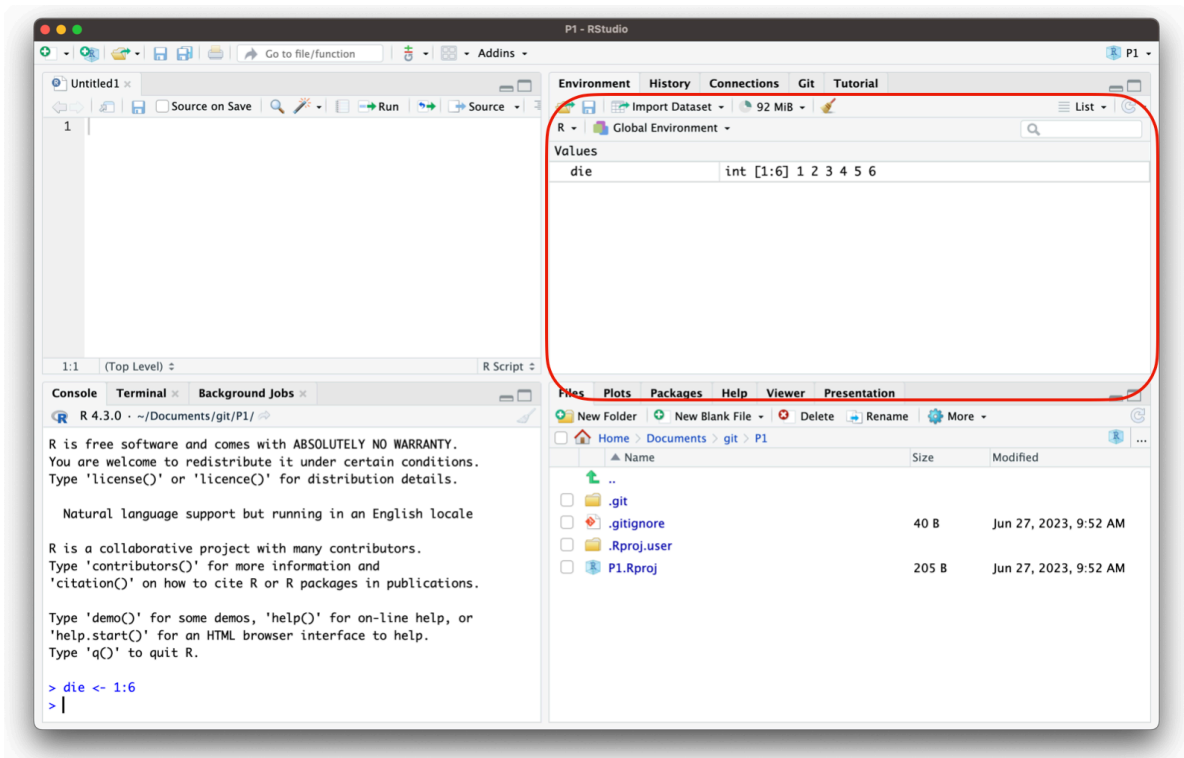 P1 - RStudio
Go to file/function
Addins
P1
Untitled1
Source on Save
Run
Source
1
1:1
(Top Level)
R Script
Environment History Connections Git Tutorial
Import Dataset
92 MiB
List
R
Global Environment
Values
die int [1:6] 1 2 3 4 5 6
Console Terminal Background Jobs
R 4.3.0 · ~/Documents/git/P1/
R is free software and comes with ABSOLUTELY NO WARRANTY.
You are welcome to redistribute it under certain conditions.
Type 'license()' or 'licence()' for distribution details.
Natural language support but running in an English locale
R is a collaborative project with many contributors.
Type 'contributors()' for more information and
'citation()' on how to cite R or R packages in publications.
Type 'demo()' for some demos, 'help()' for on-line help, or
'help.start()' for an HTML browser interface to help.
Type 'q()' to quit R.
> die <- 1:6
>
Files Plots Packages Help Viewer Presentation
New Folder New Blank File Delete Rename More
Home > Documents > git > P1 ...
Name Size Modified
..
.git
.gitignore 40 B Jun 27, 2023, 9:52 AM
.Rproj.user
P1.Rproj 205 B Jun 27, 2023, 9:52 AM